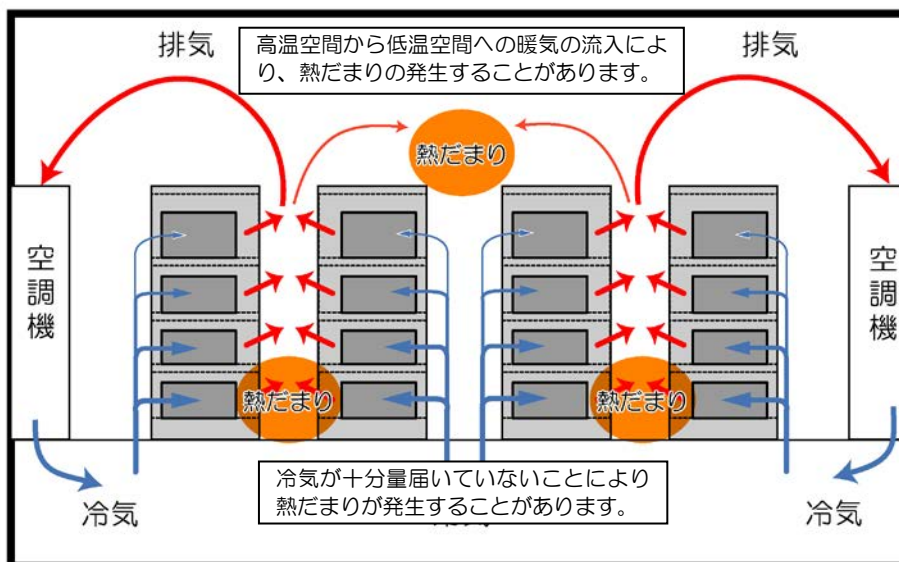 排気
高温空間から低温空間への暖気の流入によ
り、熱だまりの発生することがあります。
排気
熱だまり
空調機
空調機
熱だまり
熱だまり
冷気が十分量届いていないことにより
熱だまりが発生することがあります。
冷気
冷気